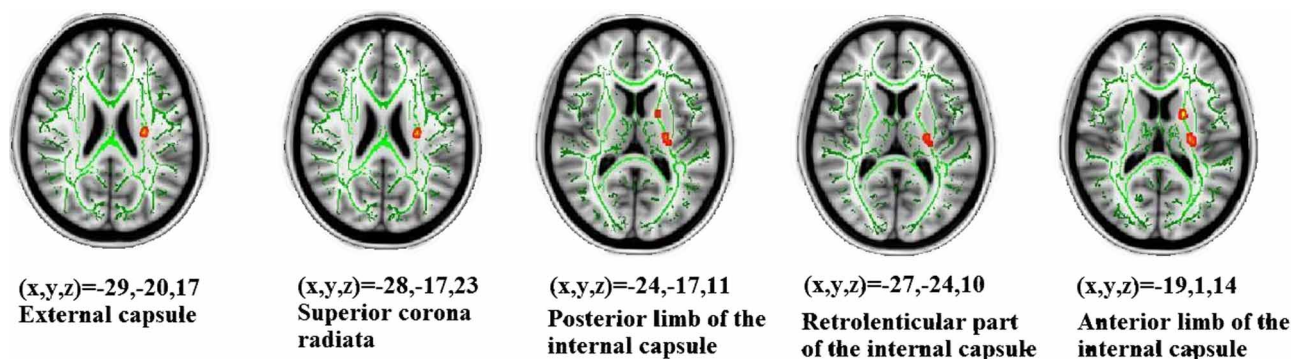 (x,y,z)=-29,-20,17
External capsule
(x,y,z)=-28,-17,23
Superior corona
radiata
(x,y,z)=-24,-17,11
Posterior limb of the
internal capsule
(x,y,z)=-27,-24,10
Retrolenticular part
of the internal capsule
(x,y,z)=-19,1,14
Anterior limb of the
internal capsule